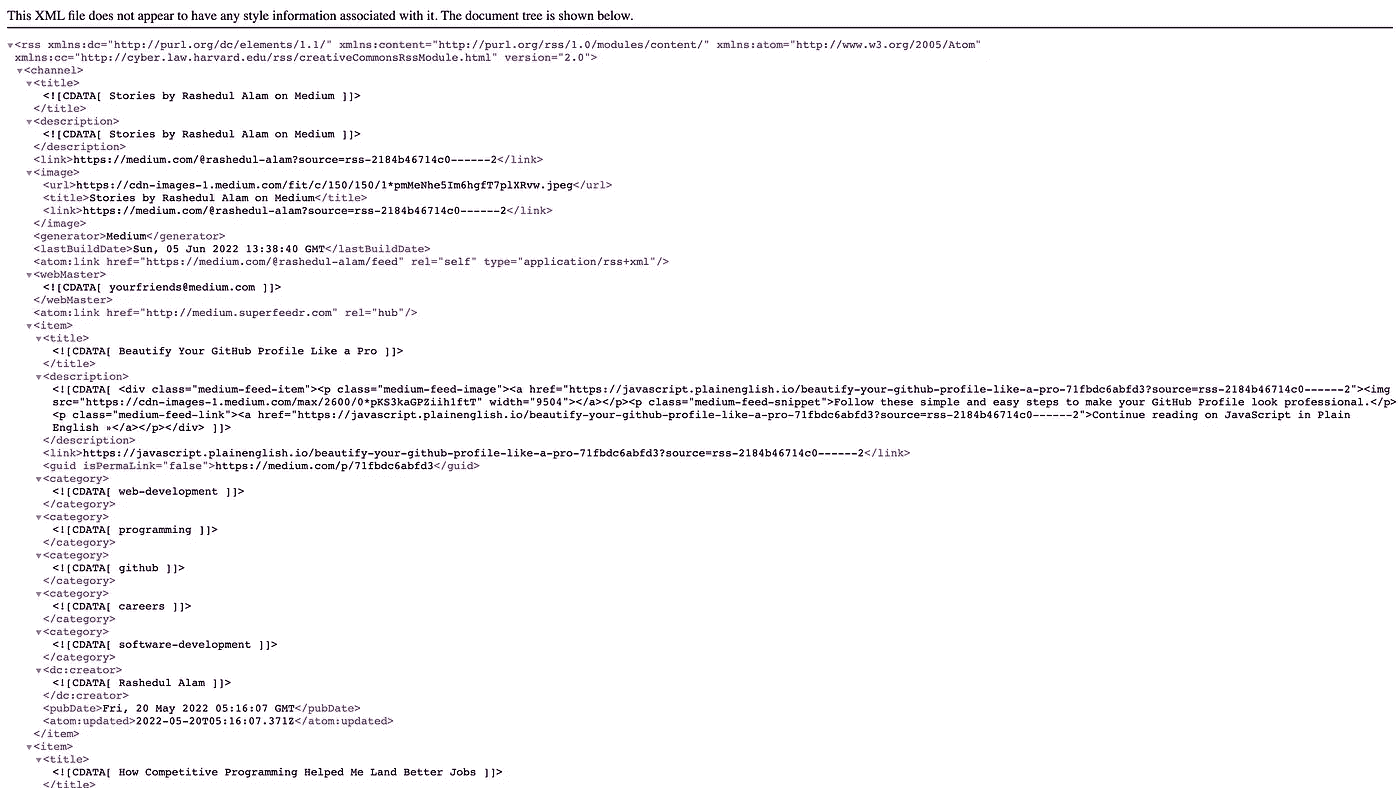 This XML file does not appear to have any style information associated with it. The document tree is shown below.
▼<rss xmlns:dc="http://purl.org/dc/elements/1.1/" xmlns:content="http://purl.org/rss/1.0/modules/content/" xmlns:atom="http://www.w3.org/2005/Atom"
xmlns:cc="http://cyber.law.harvard.edu/rss/creativeCommonsRssModule.html" version="2.0">
▼<channel>
▼<title>
<![CDATA[ Stories by Rashedul Alam on Medium ]]>
</title>
▼<description>
<![CDATA[ Stories by Rashedul Alam on Medium ]]>
</description>
<link>https://medium.com/@rashedul-alam?source=rss-2184b46714c0------2</link>
▼<image>
<url>https://cdn-images-1.medium.com/fit/c/150/150/1*pmMeNhe5Im6hgfT7plXRvw.jpeg</url>
<title>Stories by Rashedul Alam on Medium</title>
<link>https://medium.com/@rashedul-alam?source=rss-2184b46714c0------2</link>
</image>
<generator>Medium</generator>
<lastBuildDate>Sun, 05 Jun 2022 13:38:40 GMT</lastBuildDate>
<atom:link href="https://medium.com/@rashedul-alam/feed" rel="self" type="application/rss+xml"/>
▼<webMaster>
<![CDATA[ yourfriends@medium.com ]]>
</webMaster>
<atom:link href="http://medium.superfeedr.com" rel="hub"/>
▼<item>
▼<title>
<![CDATA[ Beautify Your GitHub Profile Like a Pro ]]>
</title>
▼<description>
<![CDATA[ <div class="medium-feed-item"><p class="medium-feed-image"><a href="https://javascript.plainenglish.io/beautify-your-github-profile-like-a-pro-71fbdc6abfd3?source=rss-2184b46714c0------2"><img
src="https://cdn-images-1.medium.com/max/2600/0*pKS3kaGPZiih1ftT" width="9504"></a></p><p class="medium-feed-snippet">Follow these simple and easy steps to make your GitHub Profile look professional.</p>
<p class="medium-feed-link"><a href="https://javascript.plainenglish.io/beautify-your-github-profile-like-a-pro-71fbdc6abfd3?source=rss-2184b46714c0------2">Continue reading on JavaScript in Plain
English »</a></p></div> ]]>
</description>
<link>https://javascript.plainenglish.io/beautify-your-github-profile-like-a-pro-71fbdc6abfd3?source=rss-2184b46714c0------2</link>
<guid isPermaLink="false">https://medium.com/p/71fbdc6abfd3</guid>
▼<category>
<![CDATA[ web-development ]]>
</category>
▼<category>
<![CDATA[ programming ]]>
</category>
▼<category>
<![CDATA[ github ]]>
</category>
▼<category>
<![CDATA[ careers ]]>
</category>
▼<category>
<![CDATA[ software-development ]]>
</category>
▼<dc:creator>
<![CDATA[ Rashedul Alam ]]>
</dc:creator>
<pubDate>Fri, 20 May 2022 05:16:07 GMT</pubDate>
<atom:updated>2022-05-20T05:16:07.371Z</atom:updated>
</item>
▼<item>
▼<title>
<![CDATA[ How Competitive Programming Helped Me Land Better Jobs ]]>
</title>